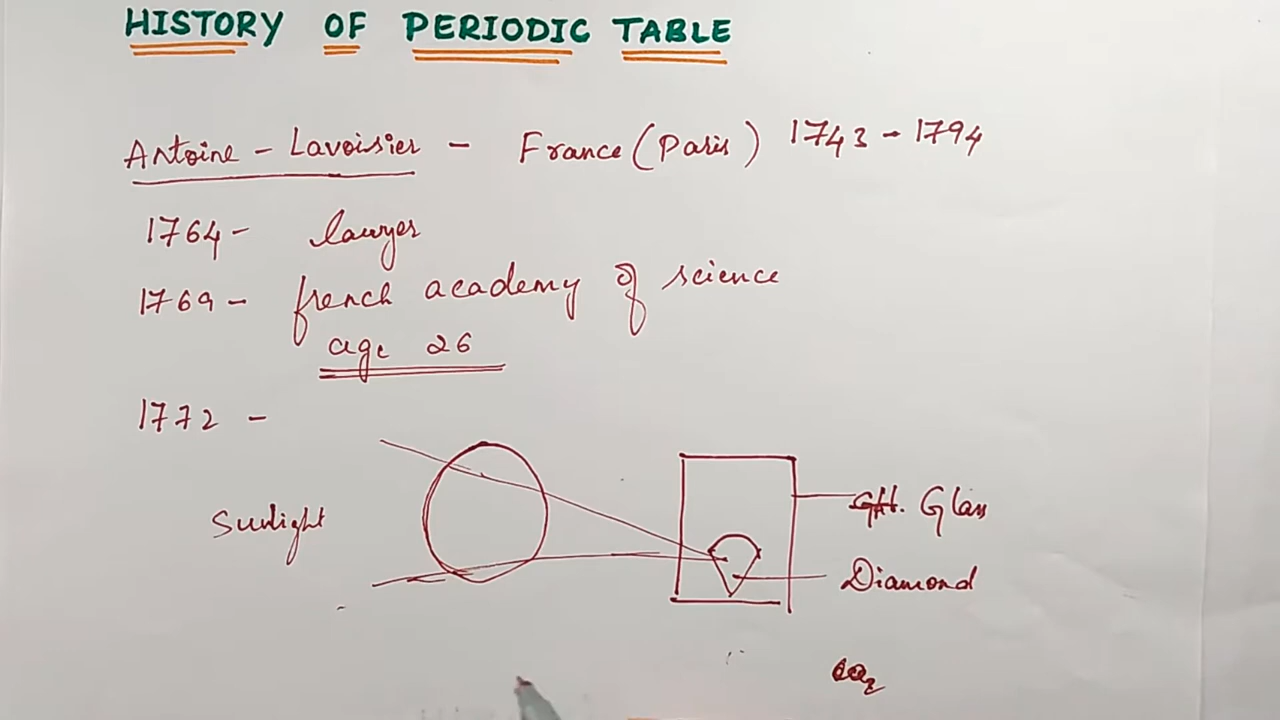 HISTORY OF PERIODIC TABLE
Antoine - Lavoisier - France (Paris) 1743 - 1794
1764 - lawyer
1769 - french academy of science
age 26
1772 -
Sunlight
Glass
Diamond